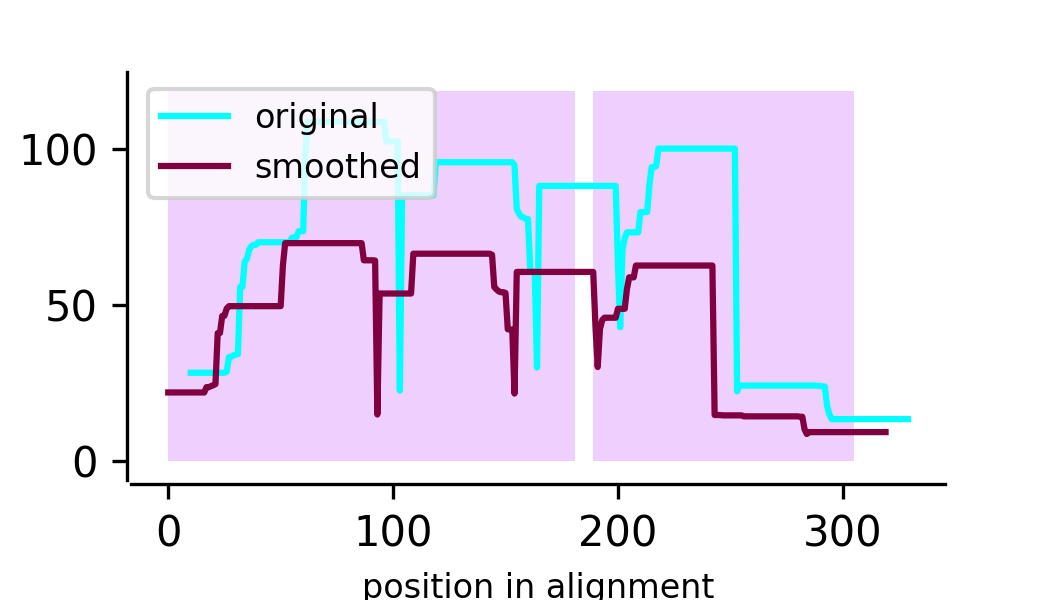 original
smoothed
100
50
0
0 100 200 300
position in alignment